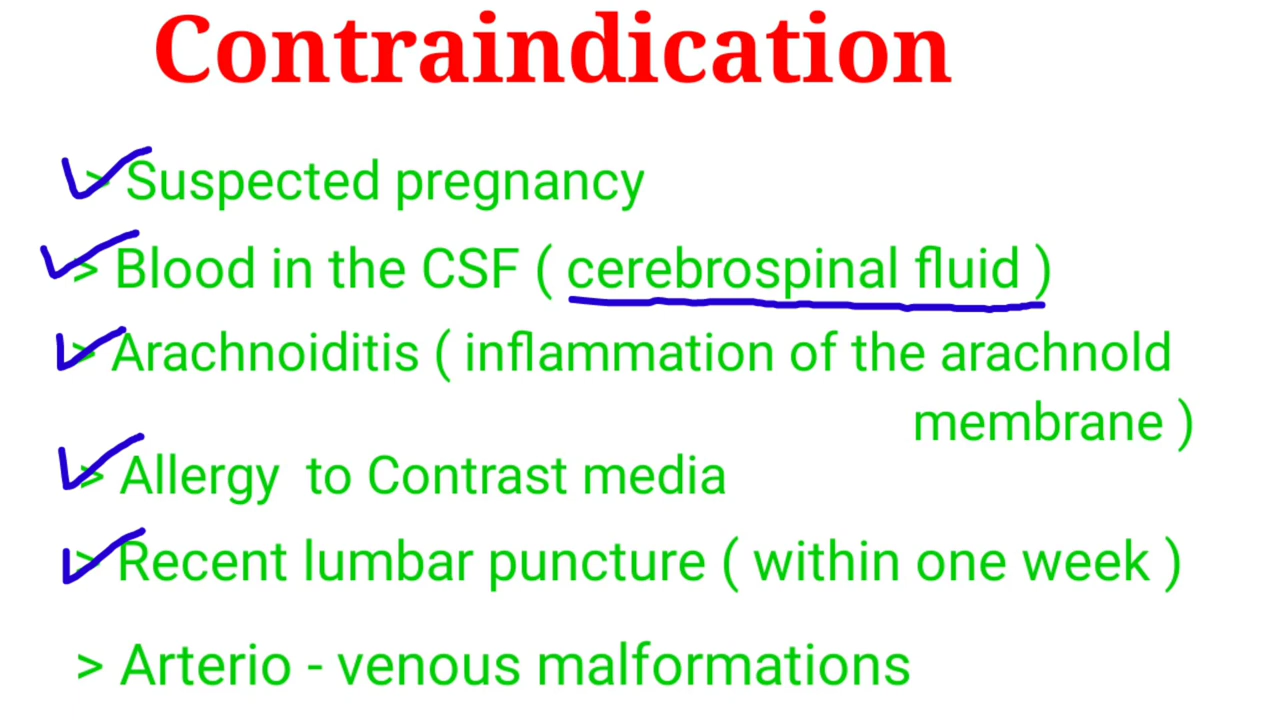 Contraindication
> Suspected pregnancy
> Blood in the CSF ( cerebrospinal fluid )
> Arachnoiditis ( inflammation of the arachnold
membrane )
> Allergy to Contrast media
> Recent lumbar puncture ( within one week )
> Arterio - venous malformations